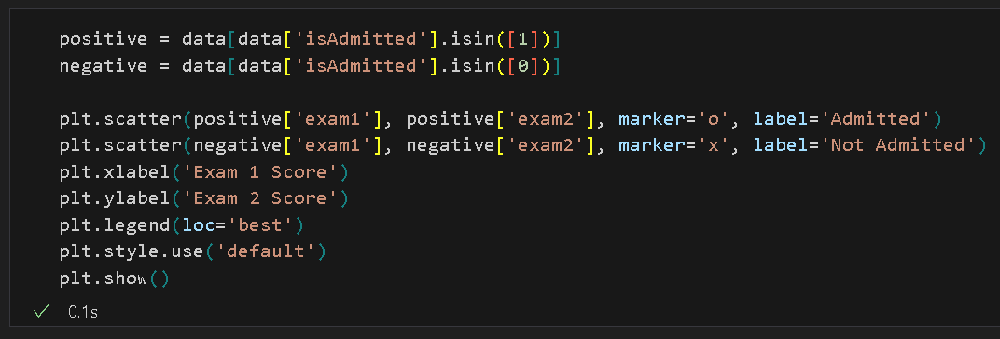 positive = data[data['isAdmitted'].isin([1])]
negative = data[data['isAdmitted'].isin([0])]
plt.scatter(positive['exam1'], positive['exam2'], marker='o', label='Admitted')
plt.scatter(negative['exam1'], negative['exam2'], marker='x', label='Not Admitted')
plt.xlabel('Exam 1 Score')
plt.ylabel('Exam 2 Score')
plt.legend(loc='best')
plt.style.use('default')
plt.show()
0.1s